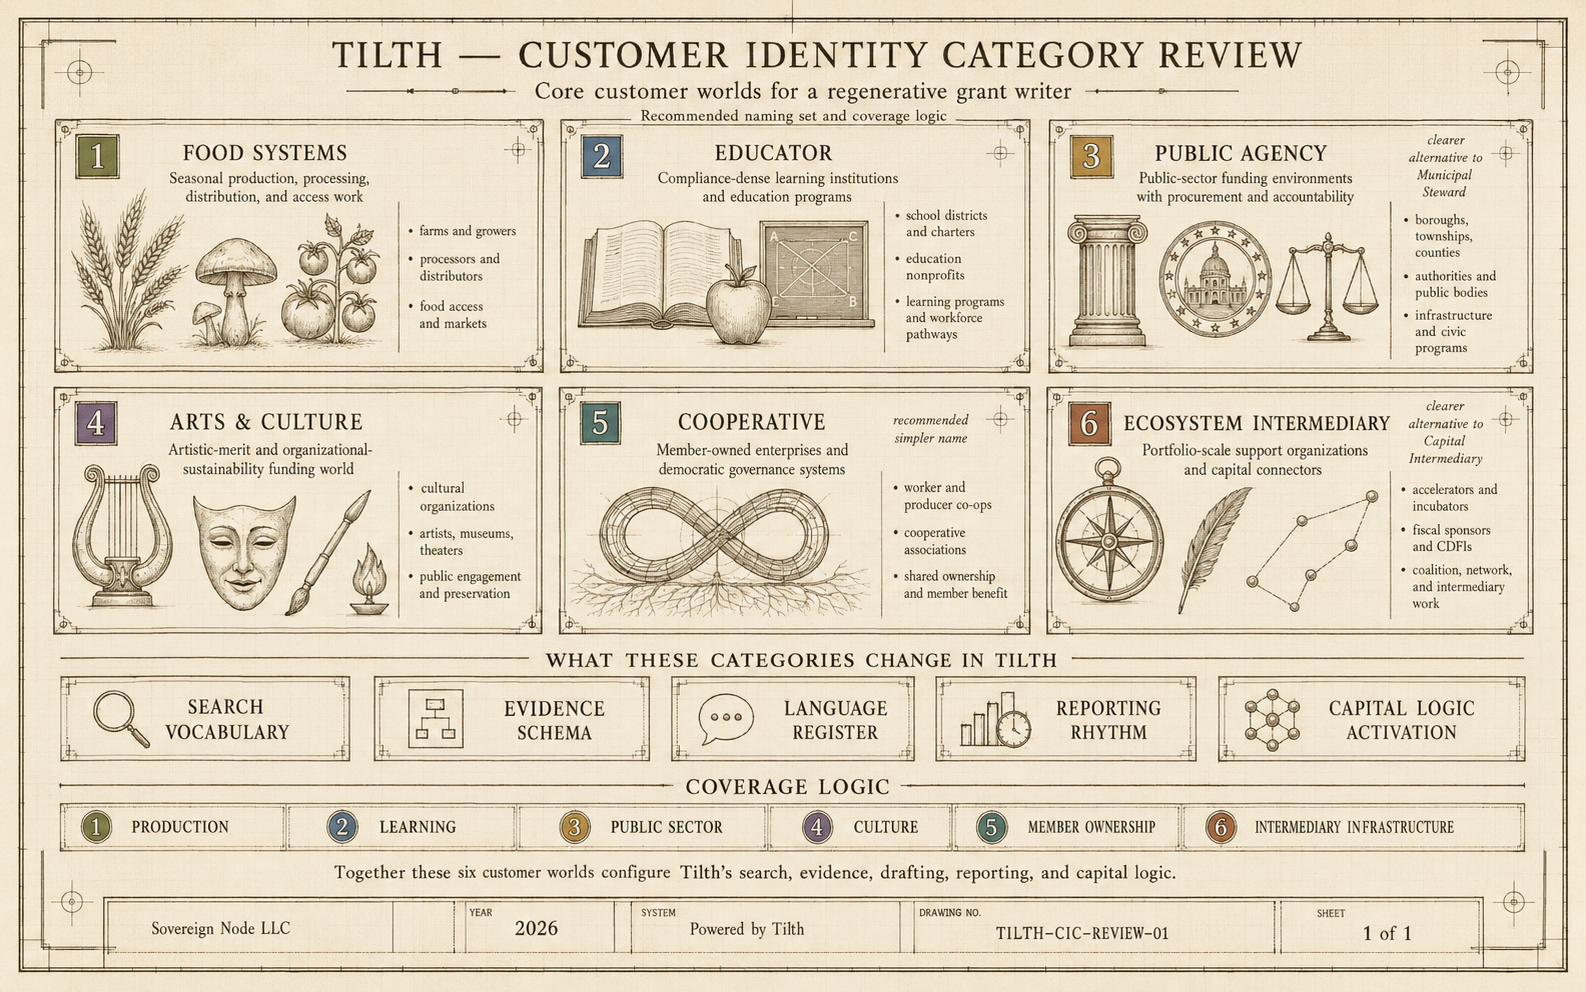 TILTH — CUSTOMER IDENTITY CATEGORY REVIEW
Core customer worlds for a regenerative grant writer
Recommended naming set and coverage logic
1
FOOD SYSTEMS
Seasonal production, processing,
distribution, and access work
• farms and growers
• processors and
distributors
• food access
and markets
2
EDUCATOR
Compliance-dense learning institutions
and education programs
A C
E B
• school districts
and charters
• education
nonprofits
• learning programs
and workforce
pathways
3
PUBLIC AGENCY
Public-sector funding environments
with procurement and accountability
clearer
alternative to
Municipal
Steward
• boroughs,
townships,
counties
• authorities and
public bodies
• infrastructure
and civic
programs
4
ARTS & CULTURE
Artistic-merit and organizational-
sustainability funding world
• cultural
organizations
• artists, museums,
theaters
• public engagement
and preservation
5
COOPERATIVE
Member-owned enterprises and
democratic governance systems
recommended
simpler name
• worker and
producer co-ops
• cooperative
associations
• shared ownership
and member benefit
6
ECOSYSTEM INTERMEDIARY
Portfolio-scale support organizations
and capital connectors
clearer
alternative to
Capital
Intermediary
• accelerators and
incubators
• fiscal sponsors
and CDFIs
• coalition, network,
and intermediary
work
WHAT THESE CATEGORIES CHANGE IN TILTH
SEARCH
VOCABULARY
EVIDENCE
SCHEMA
LANGUAGE
REGISTER
REPORTING
RHYTHM
CAPITAL LOGIC
ACTIVATION
COVERAGE LOGIC
1 PRODUCTION
2 LEARNING
3 PUBLIC SECTOR
4 CULTURE
5 MEMBER OWNERSHIP
6 INTERMEDIARY INFRASTRUCTURE
Together these six customer worlds configure Tilth's search, evidence, drafting, reporting, and capital logic.
Sovereign Node LLC
YEAR
2026
SYSTEM
Powered by Tilth
DRAWING NO.
TILTH-CIC-REVIEW-01
SHEET
1 of 1